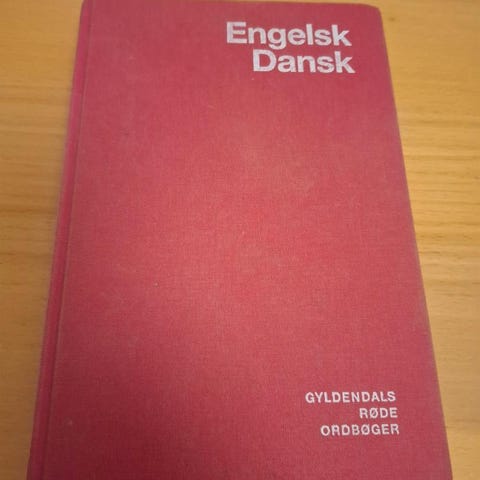 Engelsk
Dansk
GYLDENDALS
RØDE
ORDBØGER